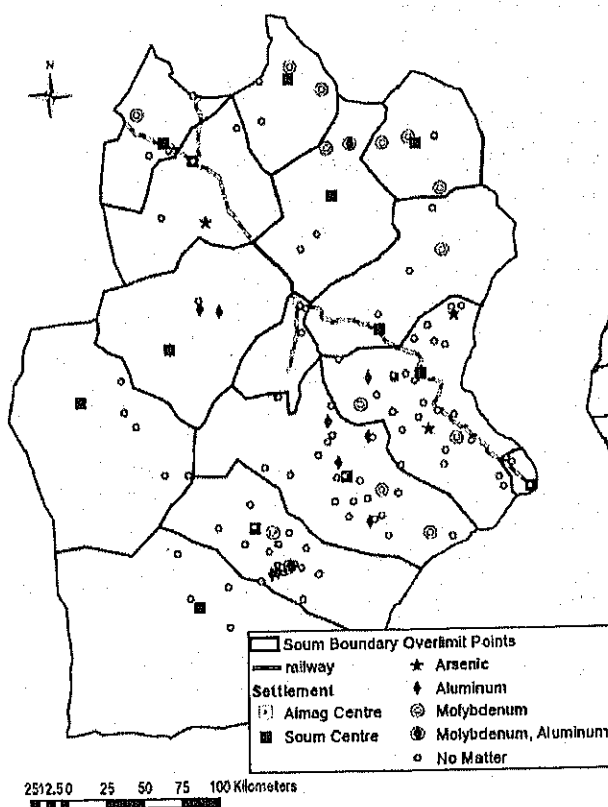 N
Soum Boundary Overlimit Points
railway
Arsenic
Settlement
Aluminum
Aimag Centre
Molybdenum
Soum Centre
Molybdenum, Aluminum
No Matter
2512.50 25 50 75 100 Kilometers